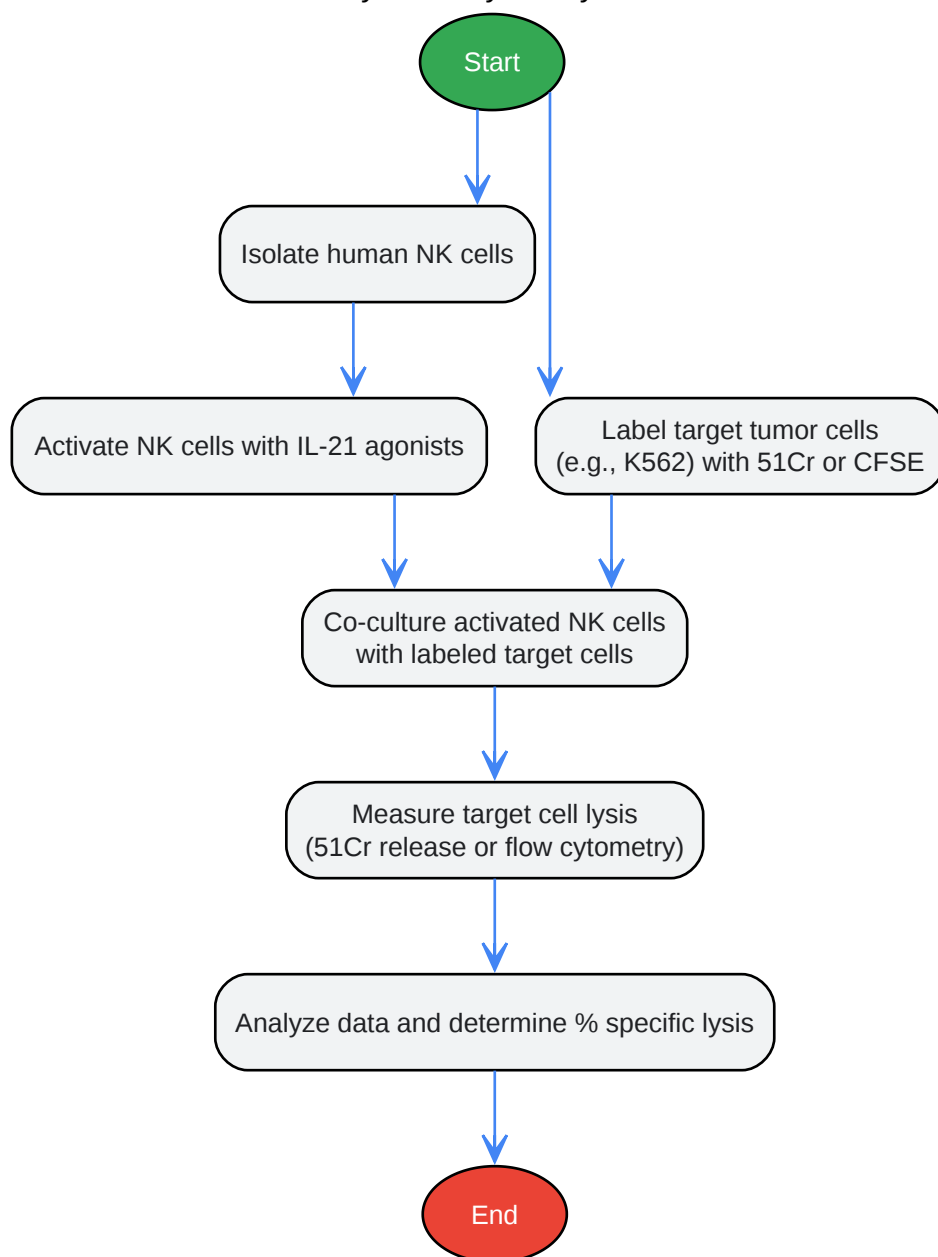 Start
Isolate human NK cells
Activate NK cells with IL-21 agonists
Label target tumor cells
(e.g., K562) with 51Cr or CFSE
Co-culture activated NK cells
with labeled target cells
Measure target cell lysis
(51Cr release or flow cytometry)
Analyze data and determine % specific lysis
End